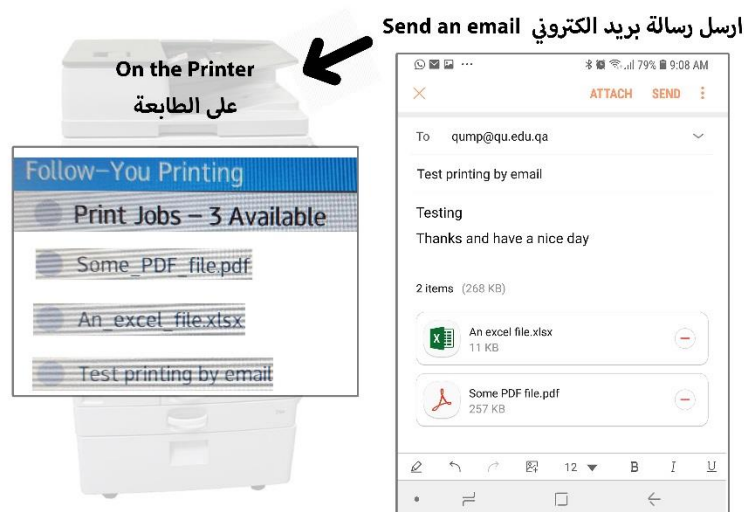 ارسل رسالة بريد الكتروني Send an email
On the Printer
على الطابعة
Follow-You Printing
Print Jobs – 3 Available
Some_PDF_file.pdf
An_excel_file.xlsx
Test printing by email
79% 9:08 AM
ATTACH SEND
To qump@qu.edu.qa
Test printing by email
Testing
Thanks and have a nice day
2 items (268 KB)
An excel file.xlsx
11 KB
Some PDF file.pdf
257 KB
12 B I U